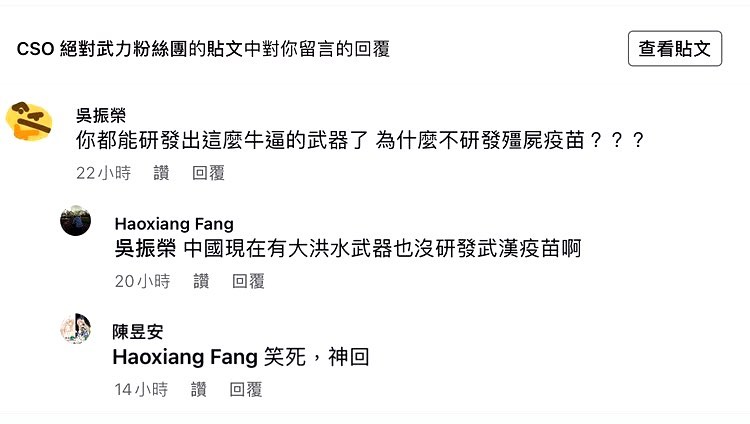 CSO 絕對武力粉絲團的貼文中對你留言的回覆
查看貼文
吳振榮
你都能研發出這麼牛逼的武器了 為什麼不研發殭屍疫苗？？？
22小時 讚 回覆
Haoxiang Fang
吳振榮 中國現在有大洪水武器也沒研發武漢疫苗啊
20小時 讚 回覆
陳昱安
Haoxiang Fang 笑死，神回
14小時 讚 回覆